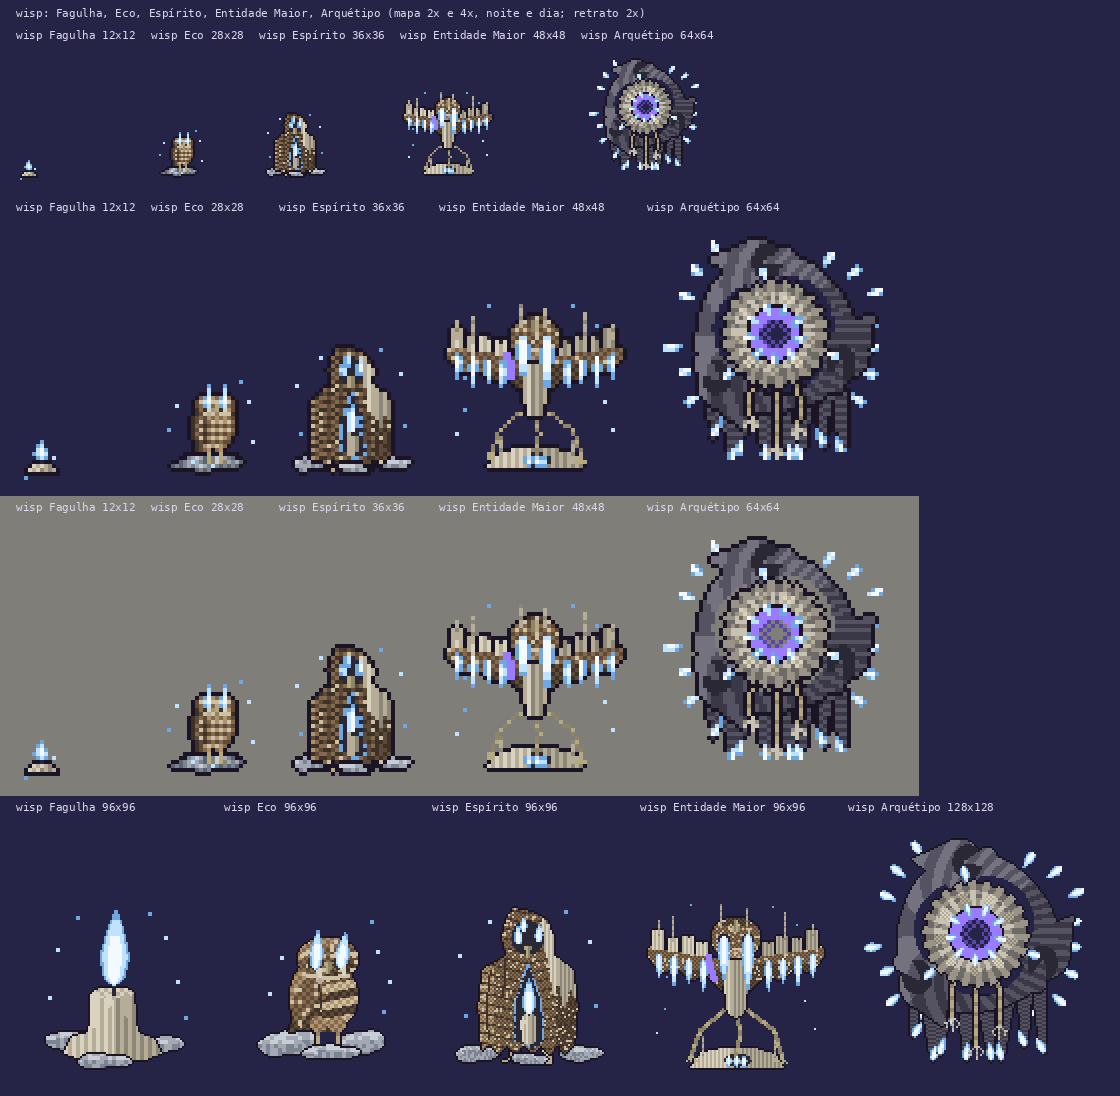 wisp: Fagulha, Eco, Espírito, Entidade Maior, Arquétipo (mapa 2x e 4x, noite e dia; retrato 2x)
wisp Fagulha 12x12 wisp Eco 28x28 wisp Espírito 36x36 wisp Entidade Maior 48x48 wisp Arquétipo 64x64
wisp Fagulha 12x12 wisp Eco 28x28 wisp Espírito 36x36 wisp Entidade Maior 48x48 wisp Arquétipo 64x64
wisp Fagulha 12x12 wisp Eco 28x28 wisp Espírito 36x36 wisp Entidade Maior 48x48 wisp Arquétipo 64x64
wisp Fagulha 96x96 wisp Eco 96x96 wisp Espírito 96x96 wisp Entidade Maior 96x96 wisp Arquétipo 128x128